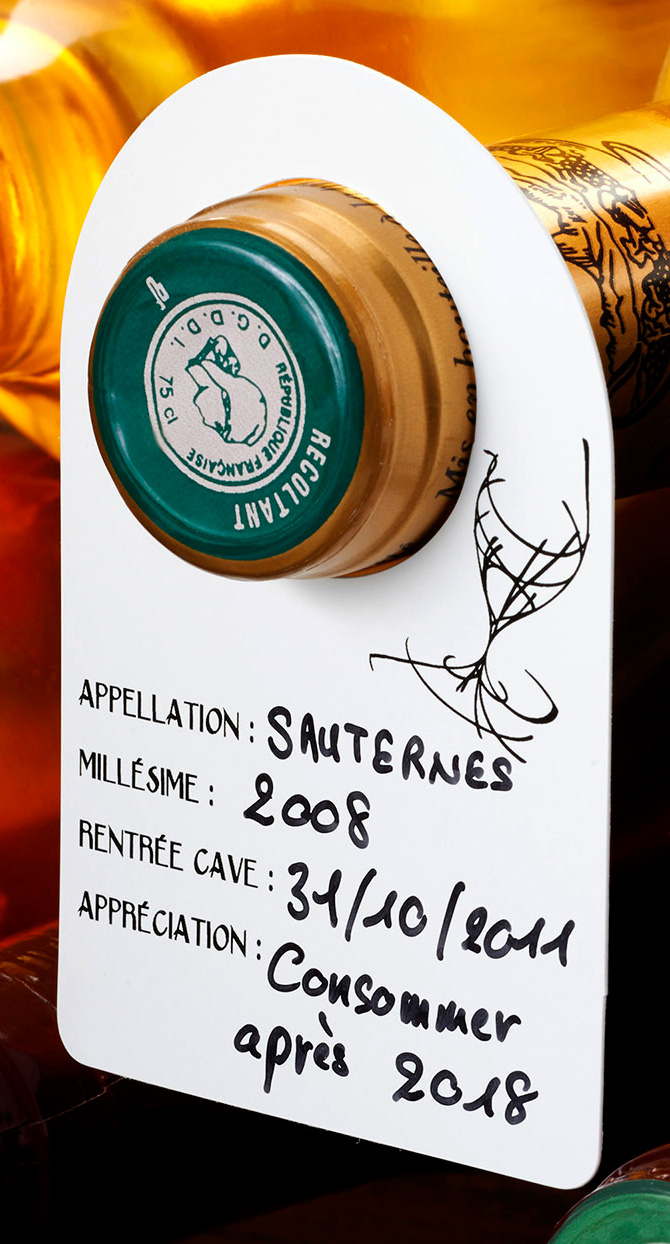 D.G.D.D.I.
75 cl
RÉPUBLIQUE FRANÇAISE
RECOLTANT
Mis en bouteille à
APPELLATION : SAUTERNES
MILLÉSIME : 2008
RENTRÉE CAVE : 31/10/2011
APPRÉCIATION : Consommer
après 2018